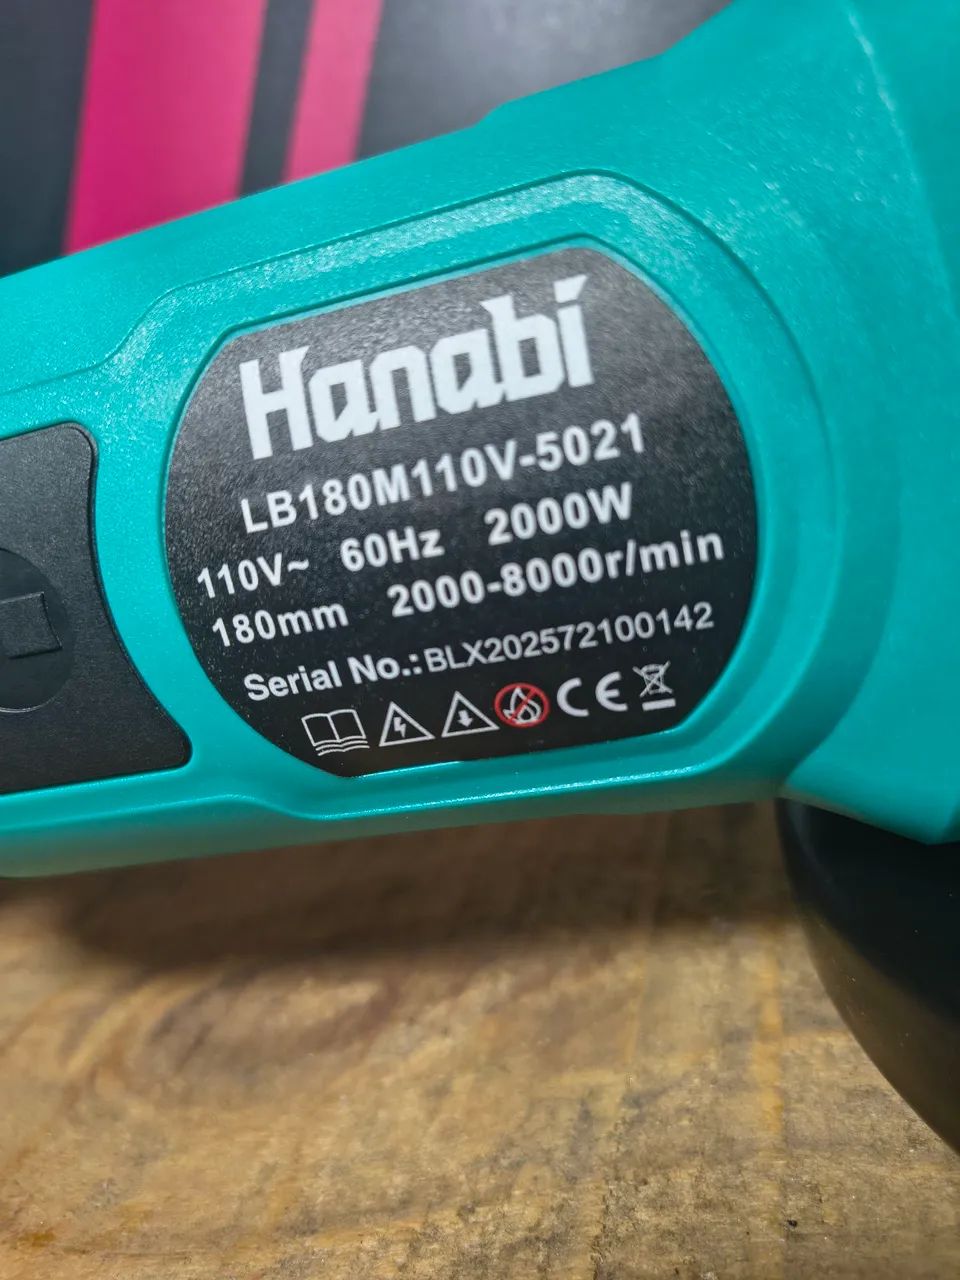 Hanabi
LB180M110V-5021
110V~ 60Hz 2000W
180mm 2000-8000r/min
Serial No.:BLX202572100142
CE